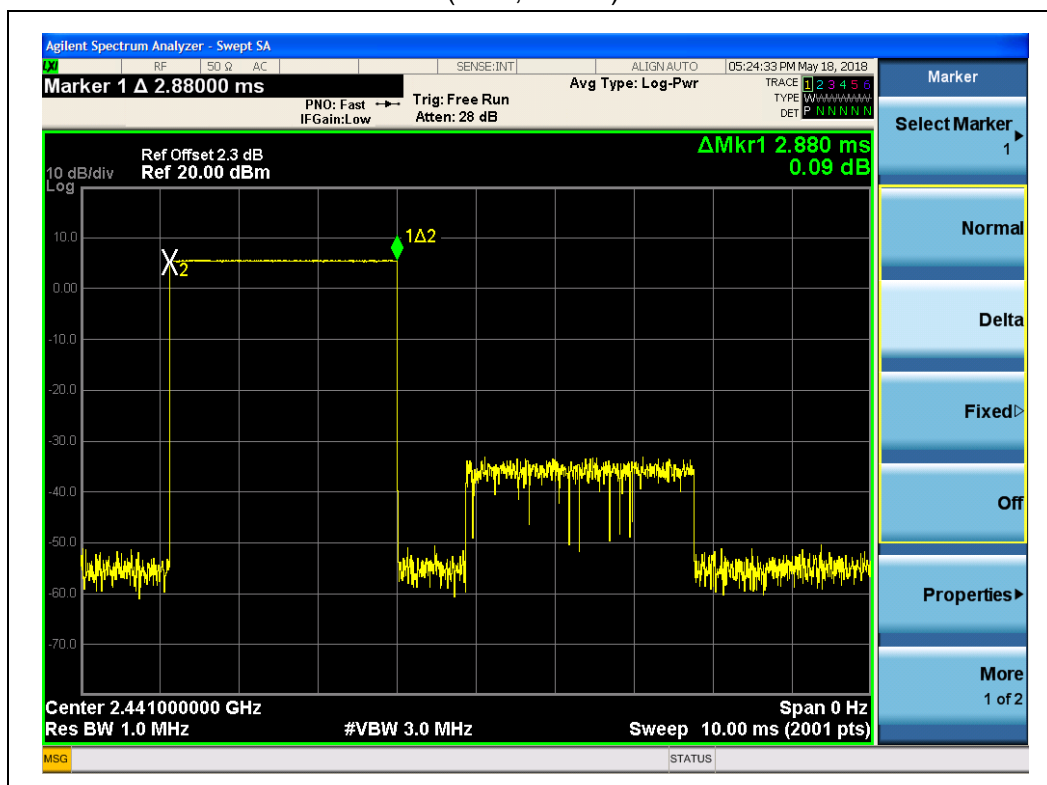 Agilent Spectrum Analyzer - Swept SA
LXI RF 50 Ω AC SENSE:INT ALIGNAUTO 05:24:33 PM May 18, 2018
Marker 1 Δ 2.88000 ms
PNO: Fast
IFGain:Low
Trig: Free Run
Atten: 28 dB
Avg Type: Log-Pwr
TRACE 1 2 3 4 5 6
TYPE WWWWWW
DET P N N N N N
ΔMkr1 2.880 ms
0.09 dB
Ref Offset 2.3 dB
10 dB/div Ref 20.00 dBm
Log
10.0
0.00
-10.0
-20.0
-30.0
-40.0
-50.0
-60.0
-70.0
X2
1Δ2
Center 2.441000000 GHz
Span 0 Hz
Res BW 1.0 MHz
#VBW 3.0 MHz
Sweep 10.00 ms (2001 pts)
MSG
STATUS
Marker
Select Marker
1
Normal
Delta
Fixed
Off
Properties
More
1 of 2